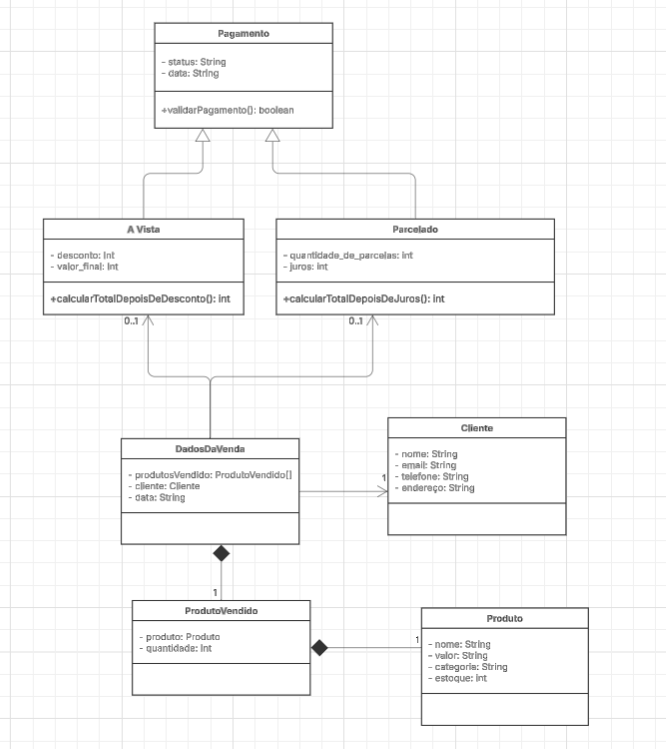 Pagamento
- status: String
- data: String
+validarPagamento(): boolean
A Vista
- desconto: Int
- valor_final: Int
+calcularTotalDepoisDeDesconto(): int
Parcelado
- quantidade_de_parcelas: int
- juros: int
+calcularTotalDepoisDeJuros(): int
0..1
0..1
DadosDaVenda
- produtosVendido: ProdutoVendido[]
- cliente: Cliente
- data: String
Cliente
- nome: String
- email: String
- telefone: String
- endereço: String
1
1
ProdutoVendido
- produto: Produto
- quantidade: Int
1
Produto
- nome: String
- valor: String
- categoria: String
- estoque: int